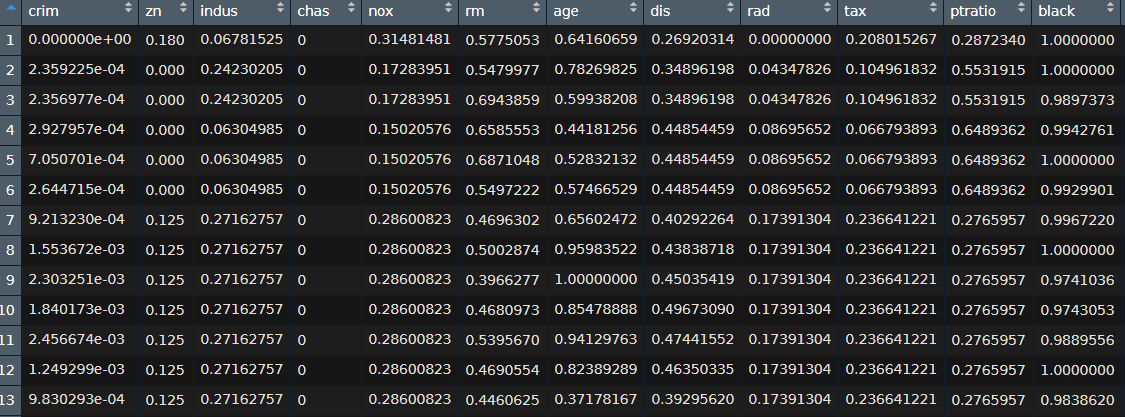 crim zn indus chas nox rm age dis rad tax ptratio black
1 0.000000e+00 0.180 0.06781525 0 0.31481481 0.5775053 0.64160659 0.26920314 0.00000000 0.208015267 0.2872340 1.0000000
2 2.359225e-04 0.000 0.24230205 0 0.17283951 0.5479977 0.78269825 0.34896198 0.04347826 0.104961832 0.5531915 1.0000000
3 2.356977e-04 0.000 0.24230205 0 0.17283951 0.6943859 0.59938208 0.34896198 0.04347826 0.104961832 0.5531915 0.9897373
4 2.927957e-04 0.000 0.06304985 0 0.15020576 0.6585553 0.44181256 0.44854459 0.08695652 0.066793893 0.6489362 0.9942761
5 7.050701e-04 0.000 0.06304985 0 0.15020576 0.6871048 0.52832132 0.44854459 0.08695652 0.066793893 0.6489362 1.0000000
6 2.644715e-04 0.000 0.06304985 0 0.15020576 0.5497222 0.57466529 0.44854459 0.08695652 0.066793893 0.6489362 0.9929901
7 9.213230e-04 0.125 0.27162757 0 0.28600823 0.4696302 0.65602472 0.40292264 0.17391304 0.236641221 0.2765957 0.9967220
8 1.553672e-03 0.125 0.27162757 0 0.28600823 0.5002874 0.95983522 0.43838718 0.17391304 0.236641221 0.2765957 1.0000000
9 2.303251e-03 0.125 0.27162757 0 0.28600823 0.3966277 1.00000000 0.45035419 0.17391304 0.236641221 0.2765957 0.9741036
10 1.840173e-03 0.125 0.27162757 0 0.28600823 0.4680973 0.85478888 0.49673090 0.17391304 0.236641221 0.2765957 0.9743053
11 2.456674e-03 0.125 0.27162757 0 0.28600823 0.5395670 0.94129763 0.47441552 0.17391304 0.236641221 0.2765957 0.9889556
12 1.249299e-03 0.125 0.27162757 0 0.28600823 0.4690554 0.82389289 0.46350335 0.17391304 0.236641221 0.2765957 1.0000000
13 9.830293e-04 0.125 0.27162757 0 0.28600823 0.4460625 0.37178167 0.39295620 0.17391304 0.236641221 0.2765957 0.9838620